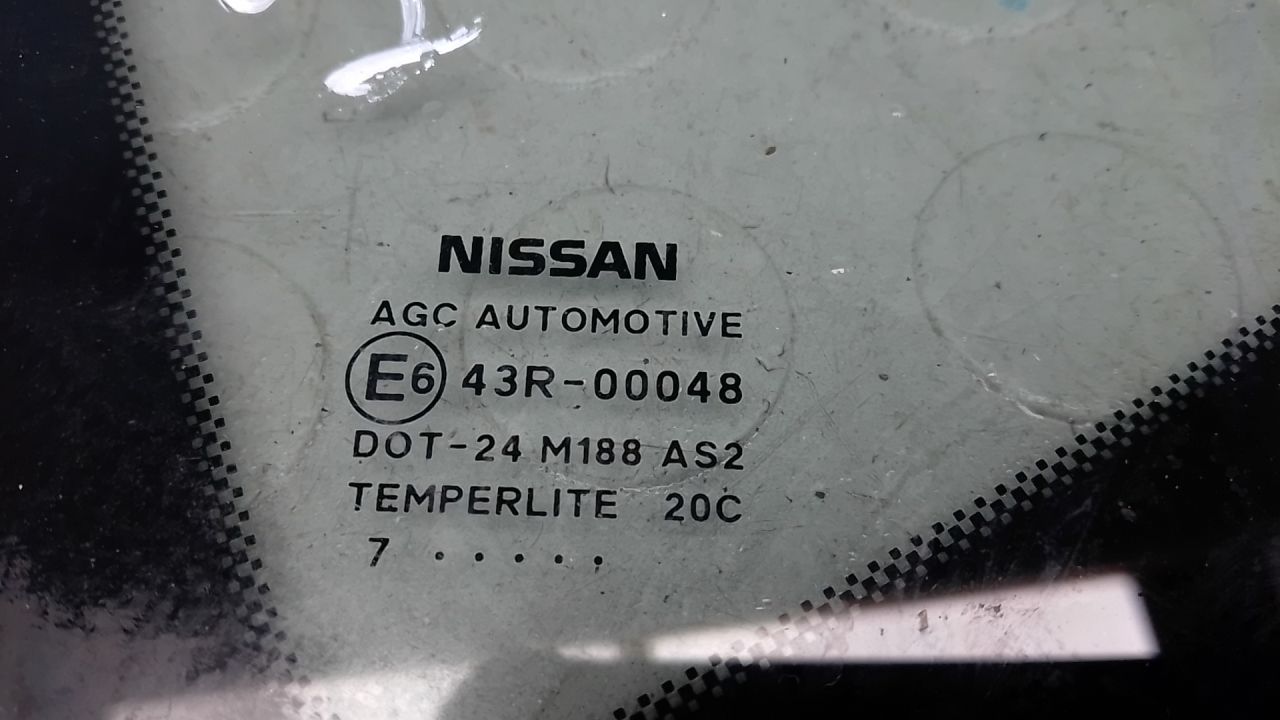 NISSAN
AGC AUTOMOTIVE
E6 43R-00048
DOT-24 M188 AS2
TEMPERLITE 20C
7 . . . . .